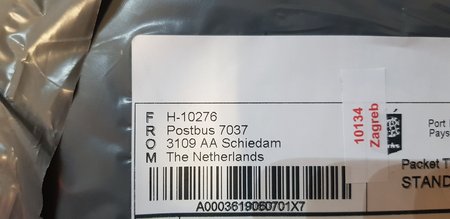 FROM
H-10276
Postbus 7037
3109 AA Schiedam
The Netherlands
A0003619060701X7
10134
Zagreb
Port
Pays
Packet T
STAND